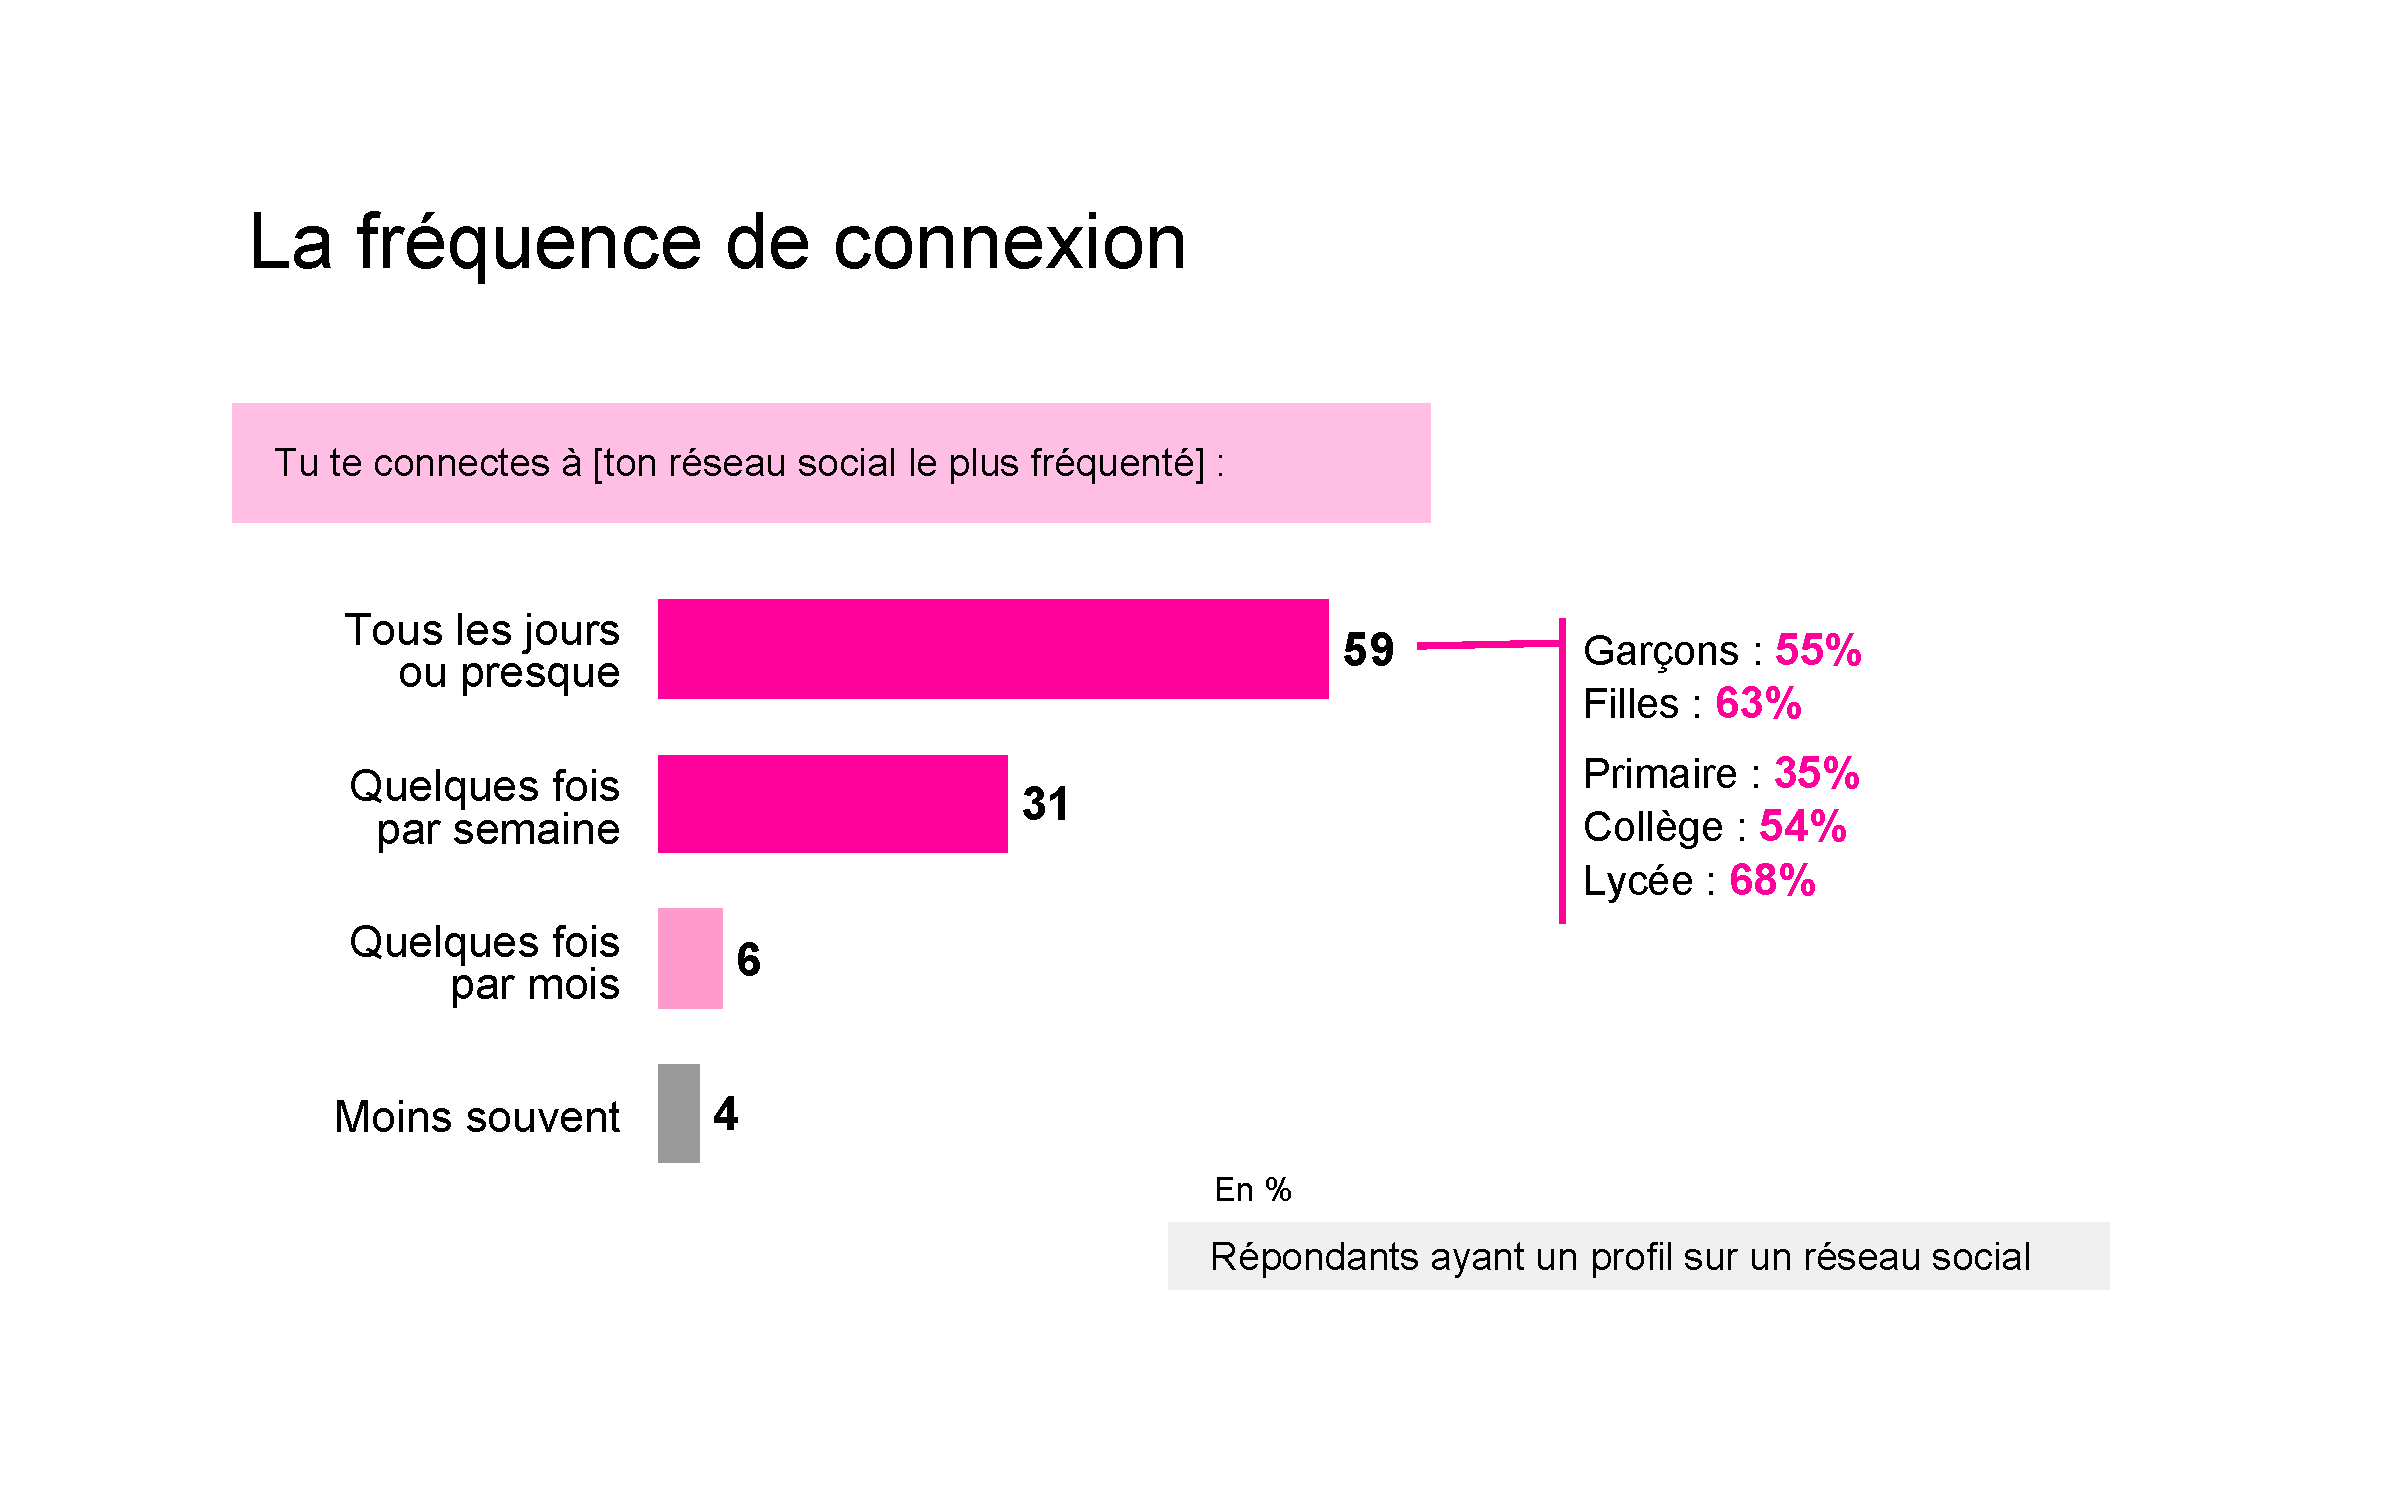 La fréquence de connexion
Tu te connectes à [ton réseau social le plus fréquenté] :
Tous les jours
ou presque
59
Garçons : 55%
Filles : 63%
Primaire : 35%
Collège : 54%
Lycée : 68%
Quelques fois
par semaine
31
Quelques fois
par mois
6
Moins souvent
4
En %
Répondants ayant un profil sur un réseau social